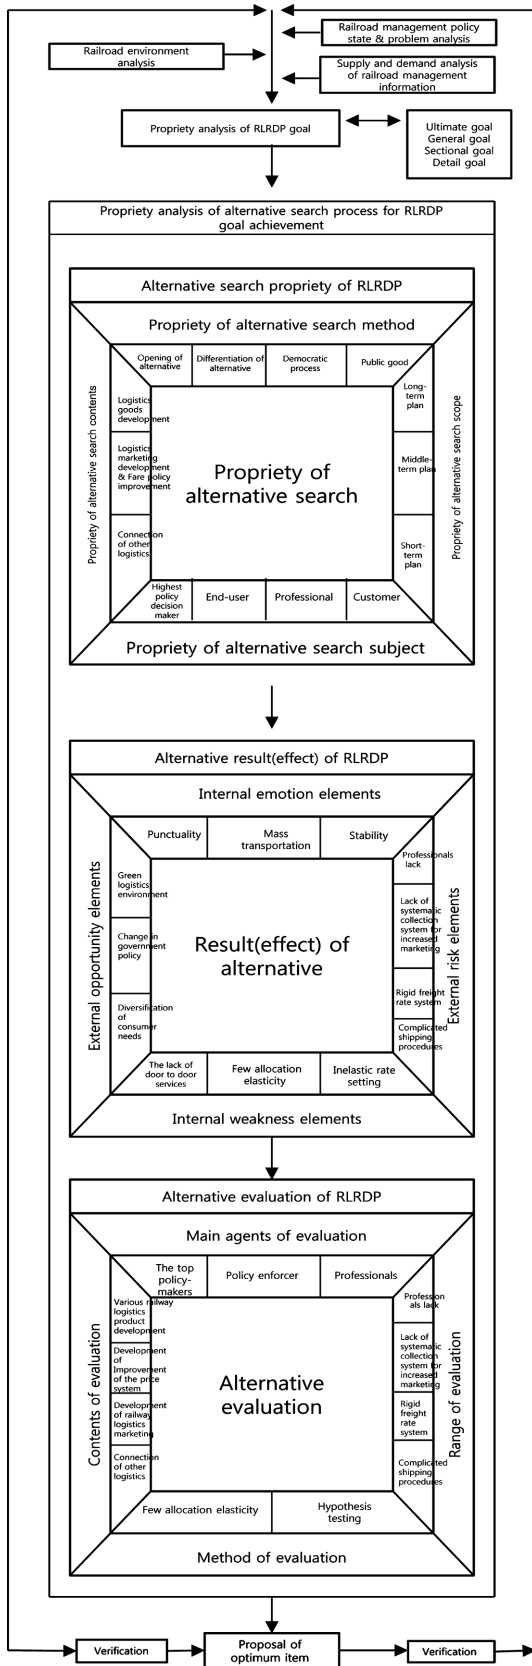 Railroad management policy
state & problem analysis
Railroad environment
analysis
Supply and demand analysis
of railroad management
information
Propriety analysis of RLRDP goal
Ultimate goal
General goal
Sectional goal
Detail goal
Propriety analysis of alternative search process for RLRDP
goal achievement
Alternative search propriety of RLRDP
Propriety of alternative search method
Opening of
alternative
Differentiation of
alternative
Democratic
process
Public good
Propriety of alternative search contents
Logistics
goods
development
Logistics
marketing
development
& Fare policy
improvement
Connection
of other
logistics
Propriety of
alternative search
Long-
term
plan
Middle-
term plan
Short-
term
plan
Propriety of alternative search scope
Highest
policy
decision
maker
End-user
Professional
Customer
Propriety of alternative search subject
Alternative result(effect) of RLRDP
Internal emotion elements
Punctuality
Mass
transportation
Stability
External opportunity elements
Green
logistics
environment
Change in
government
policy
Diversification
of
consumer
needs
Result(effect) of
alternative
Professionals
lack
Lack of
systematic
collection
system for
increased
marketing
Rigid freight
rate system
Complicated
shipping
procedures
External risk elements
The lack of
door to door
services
Few allocation
elasticity
Inelastic rate
setting
Internal weakness elements
Alternative evaluation of RLRDP
Main agents of evaluation
The top
policy-
makers
Policy enforcer
Professionals
Contents of evaluation
Various railway
logistics
product
development
Development
of
Improvement
of the price
system
Development
of railway
logistics
marketing
Connection
of other
logistics
Alternative
evaluation
Profession
als lack
Lack of
systematic
collection
system for
increased
marketing
Rigid
freight
rate
system
Complicated
shipping
procedures
Range of evaluation
Few allocation elasticity
Hypothesis
testing
Method of evaluation
Verification
Proposal of
optimum item
Verification